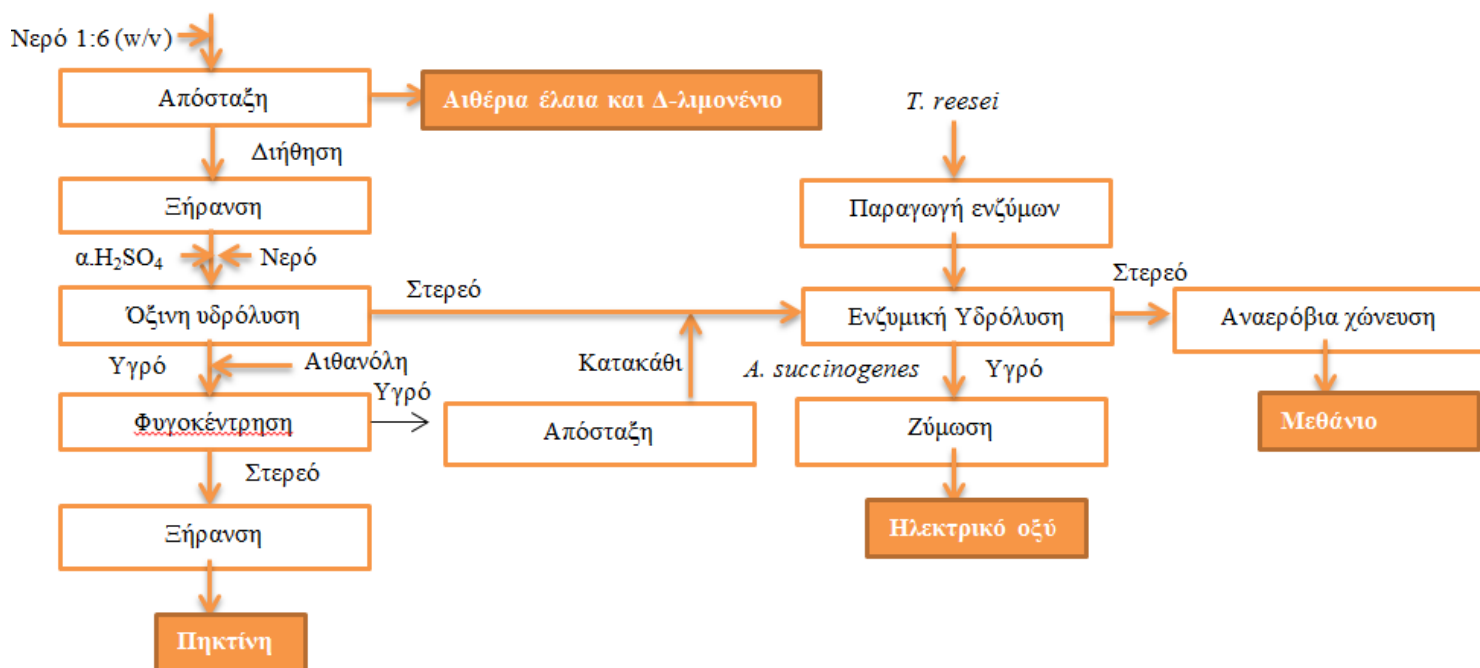 Νερό 1:6 (w/v)
Απόσταξη
Αιθέρια έλαια και Δ-λιμονένιο
T. reesei
Διήθηση
Ξήρανση
Παραγωγή ενζύμων
α.H₂SO₄
Νερό
Στερεό
Στερεό
Όξινη υδρόλυση
Ενζυμική Υδρόλυση
Αναερόβια χώνευση
Υγρό
Αιθανόλη
Κατακάθι
A. succinogenes
Υγρό
Υγρό
Φυγοκέντρηση
Απόσταξη
Ζύμωση
Μεθάνιο
Στερεό
Ξήρανση
Ηλεκτρικό οξύ
Πηκτίνη